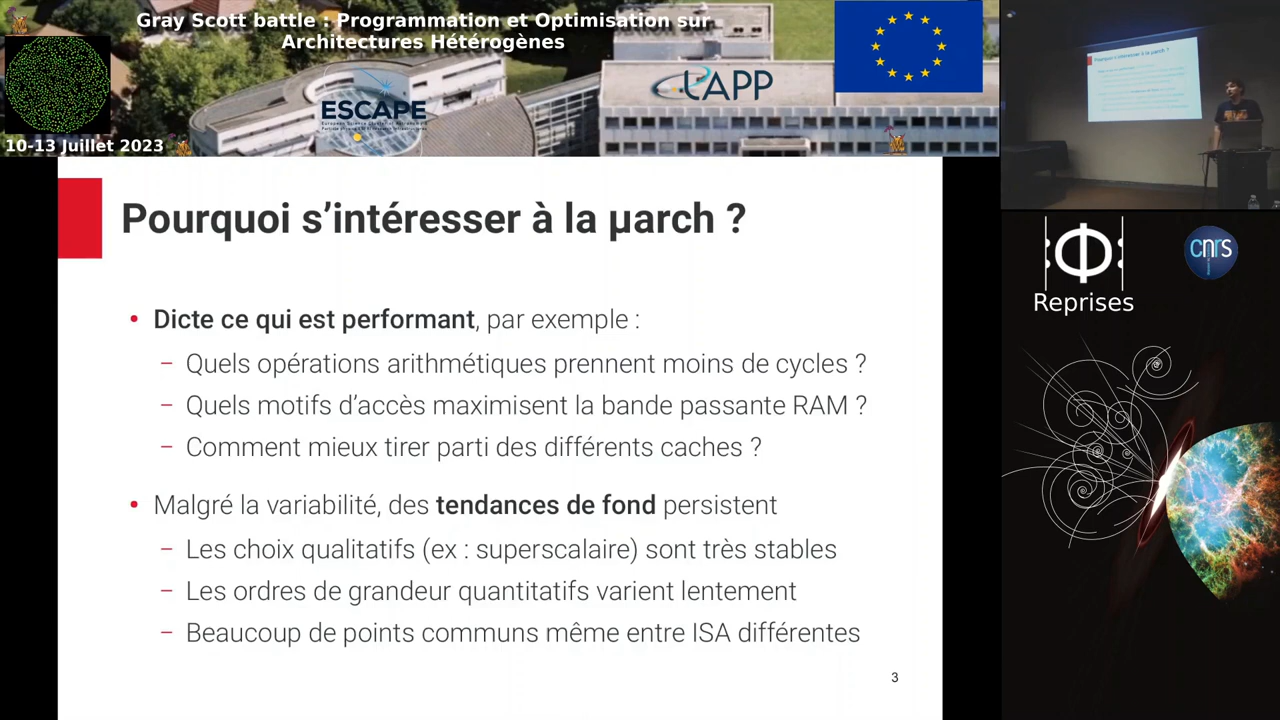 Gray Scott battle : Programmation et Optimisation sur
Architectures Hétérogènes
ESCAPE
LAPP
10-13 Juillet 2023
Pourquoi s'intéresser à la µarch ?
Reprises
cnrs
• Dicte ce qui est performant, par exemple :
– Quels opérations arithmétiques prennent moins de cycles ?
– Quels motifs d'accès maximisent la bande passante RAM ?
– Comment mieux tirer parti des différents caches ?
• Malgré la variabilité, des tendances de fond persistent
– Les choix qualitatifs (ex : superscalaire) sont très stables
– Les ordres de grandeur quantitatifs varient lentement
– Beaucoup de points communs même entre ISA différentes
3